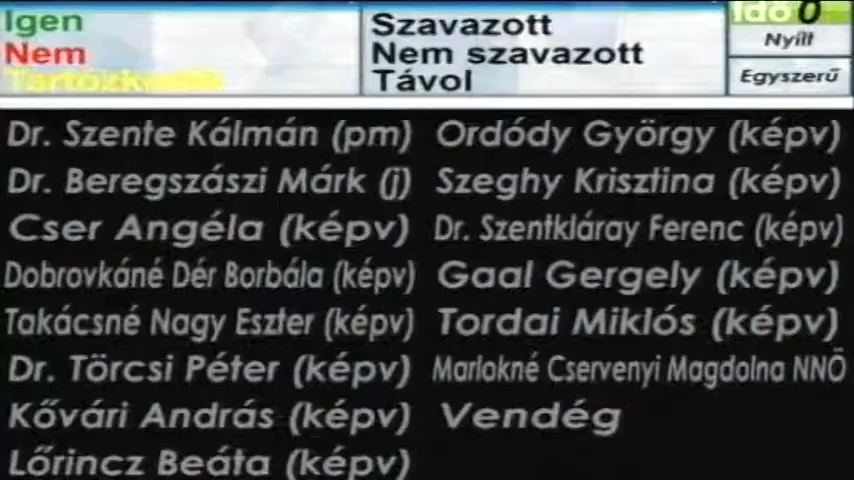 Igen
Nem
Tartózkodik
Szavazott
Nem szavazott
Távol
Idő 0
Nyílt
Egyszerű
Dr. Szente Kálmán (pm)
Dr. Beregszászi Márk (j)
Cser Angéla (képv)
Dobrovkáné Dér Borbála (képv)
Takácsné Nagy Eszter (képv)
Dr. Törcsi Péter (képv)
Kővári András (képv)
Lőrincz Beáta (képv)
Ordódy György (képv)
Szeghy Krisztina (képv)
Dr. Szentkláray Ferenc (képv)
Gaal Gergely (képv)
Tordai Miklós (képv)
Mariokné Cservenyi Magdolna NNÖ
Vendég